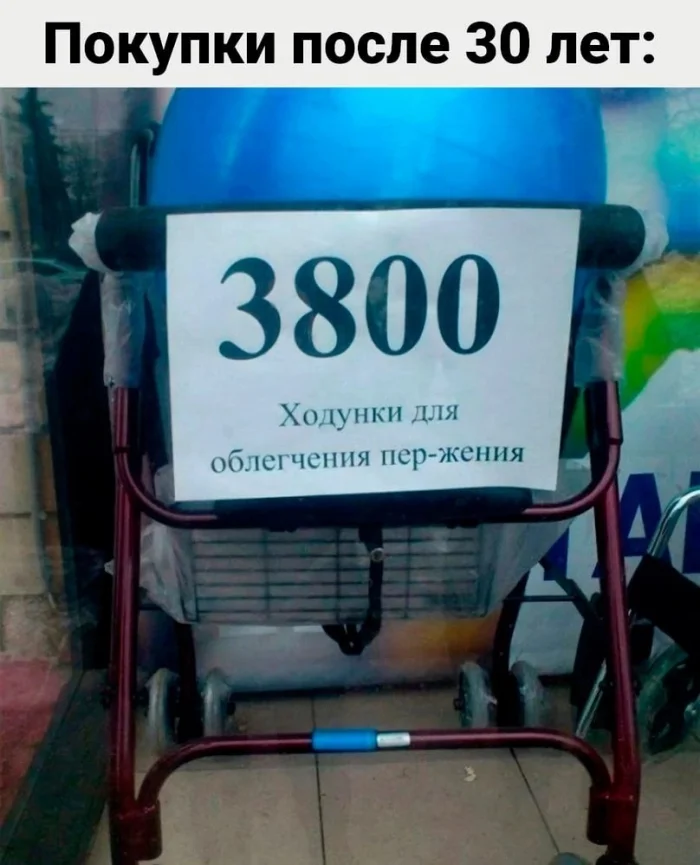 Покупки после 30 лет:
3800
Ходунки для
облегчения пер-жения